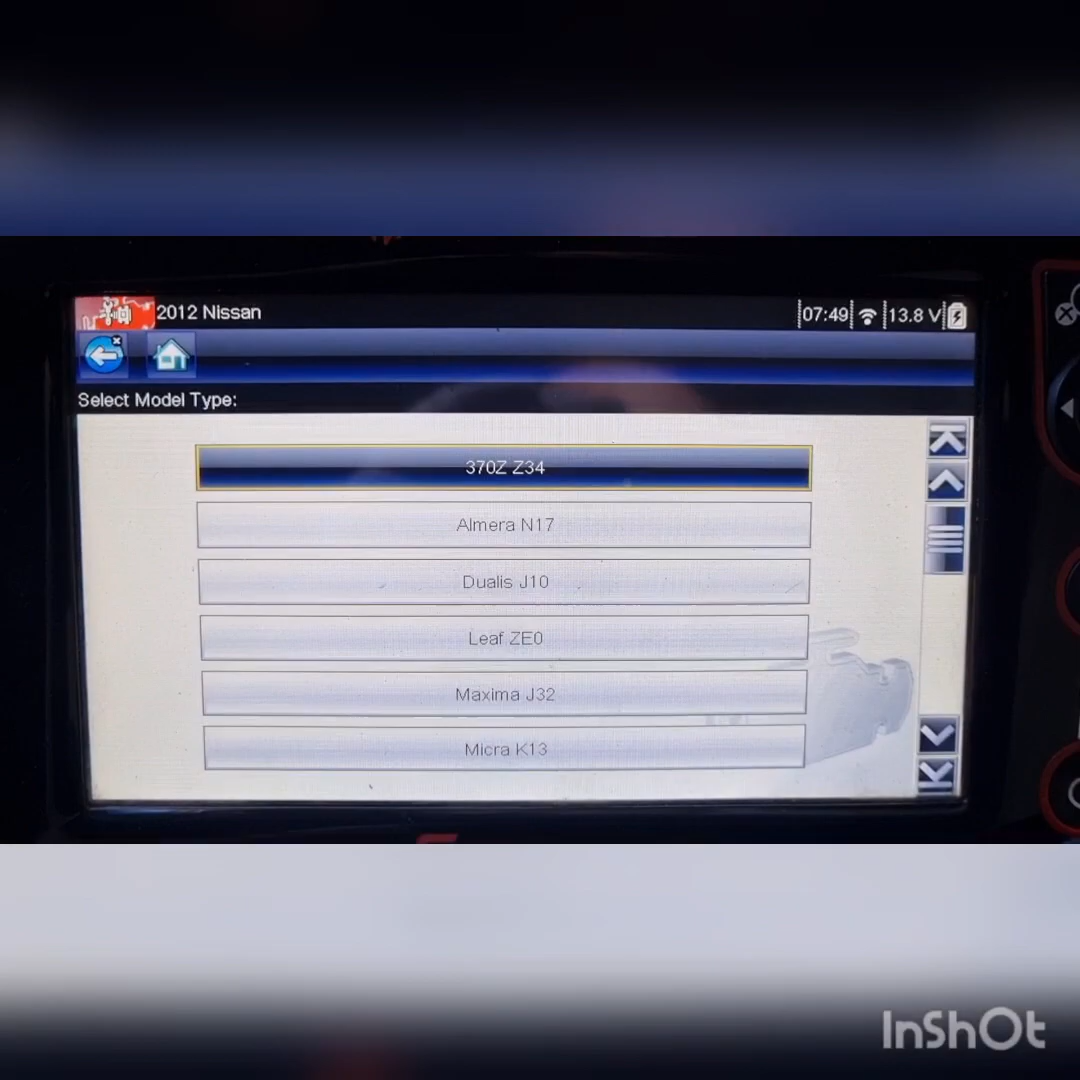 2012 Nissan
07:49 13.8 V
Select Model Type:
370Z Z34
Almera N17
Dualis J10
Leaf ZE0
Maxima J32
Micra K13
InShOt